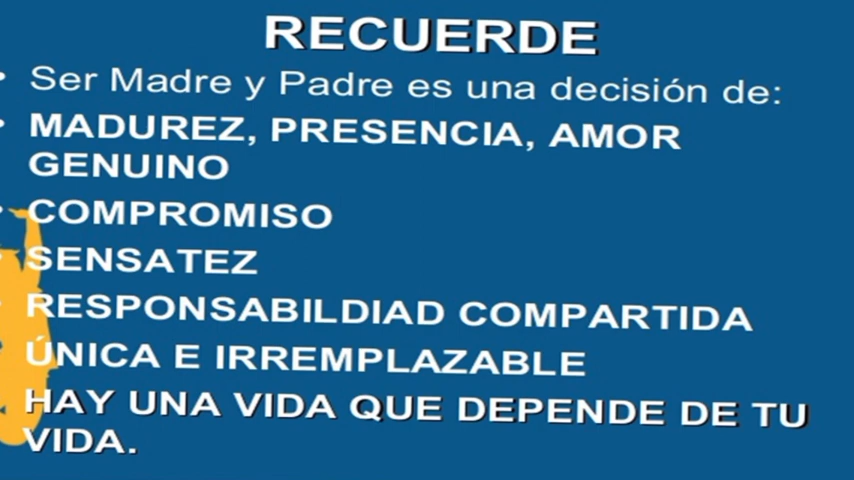 RECUERDE
• Ser Madre y Padre es una decisión de:
• MADUREZ, PRESENCIA, AMOR
GENUINO
• COMPROMISO
• SENSATEZ
• RESPONSABILDIAD COMPARTIDA
• ÚNICA E IRREMPLAZABLE
HAY UNA VIDA QUE DEPENDE DE TU
VIDA.